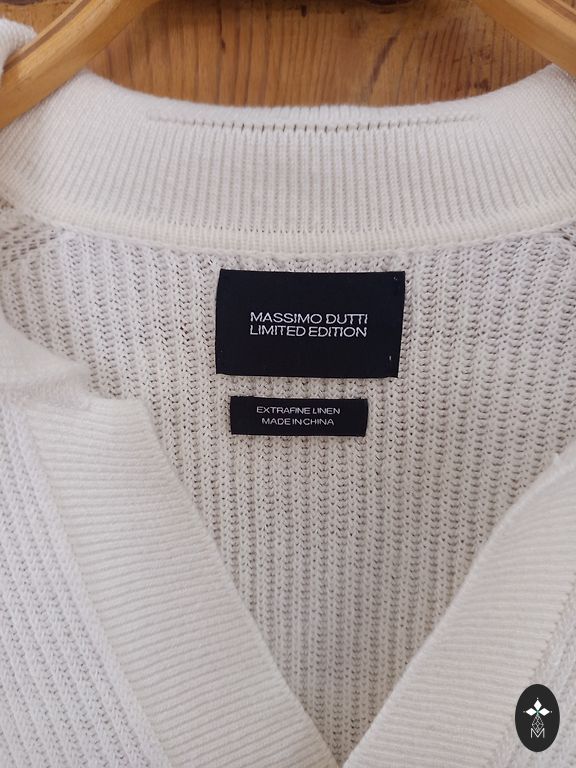 MASSIMO DUTTI
LIMITED EDITION
EXTRAFINE LINEN
MADE IN CHINA
M